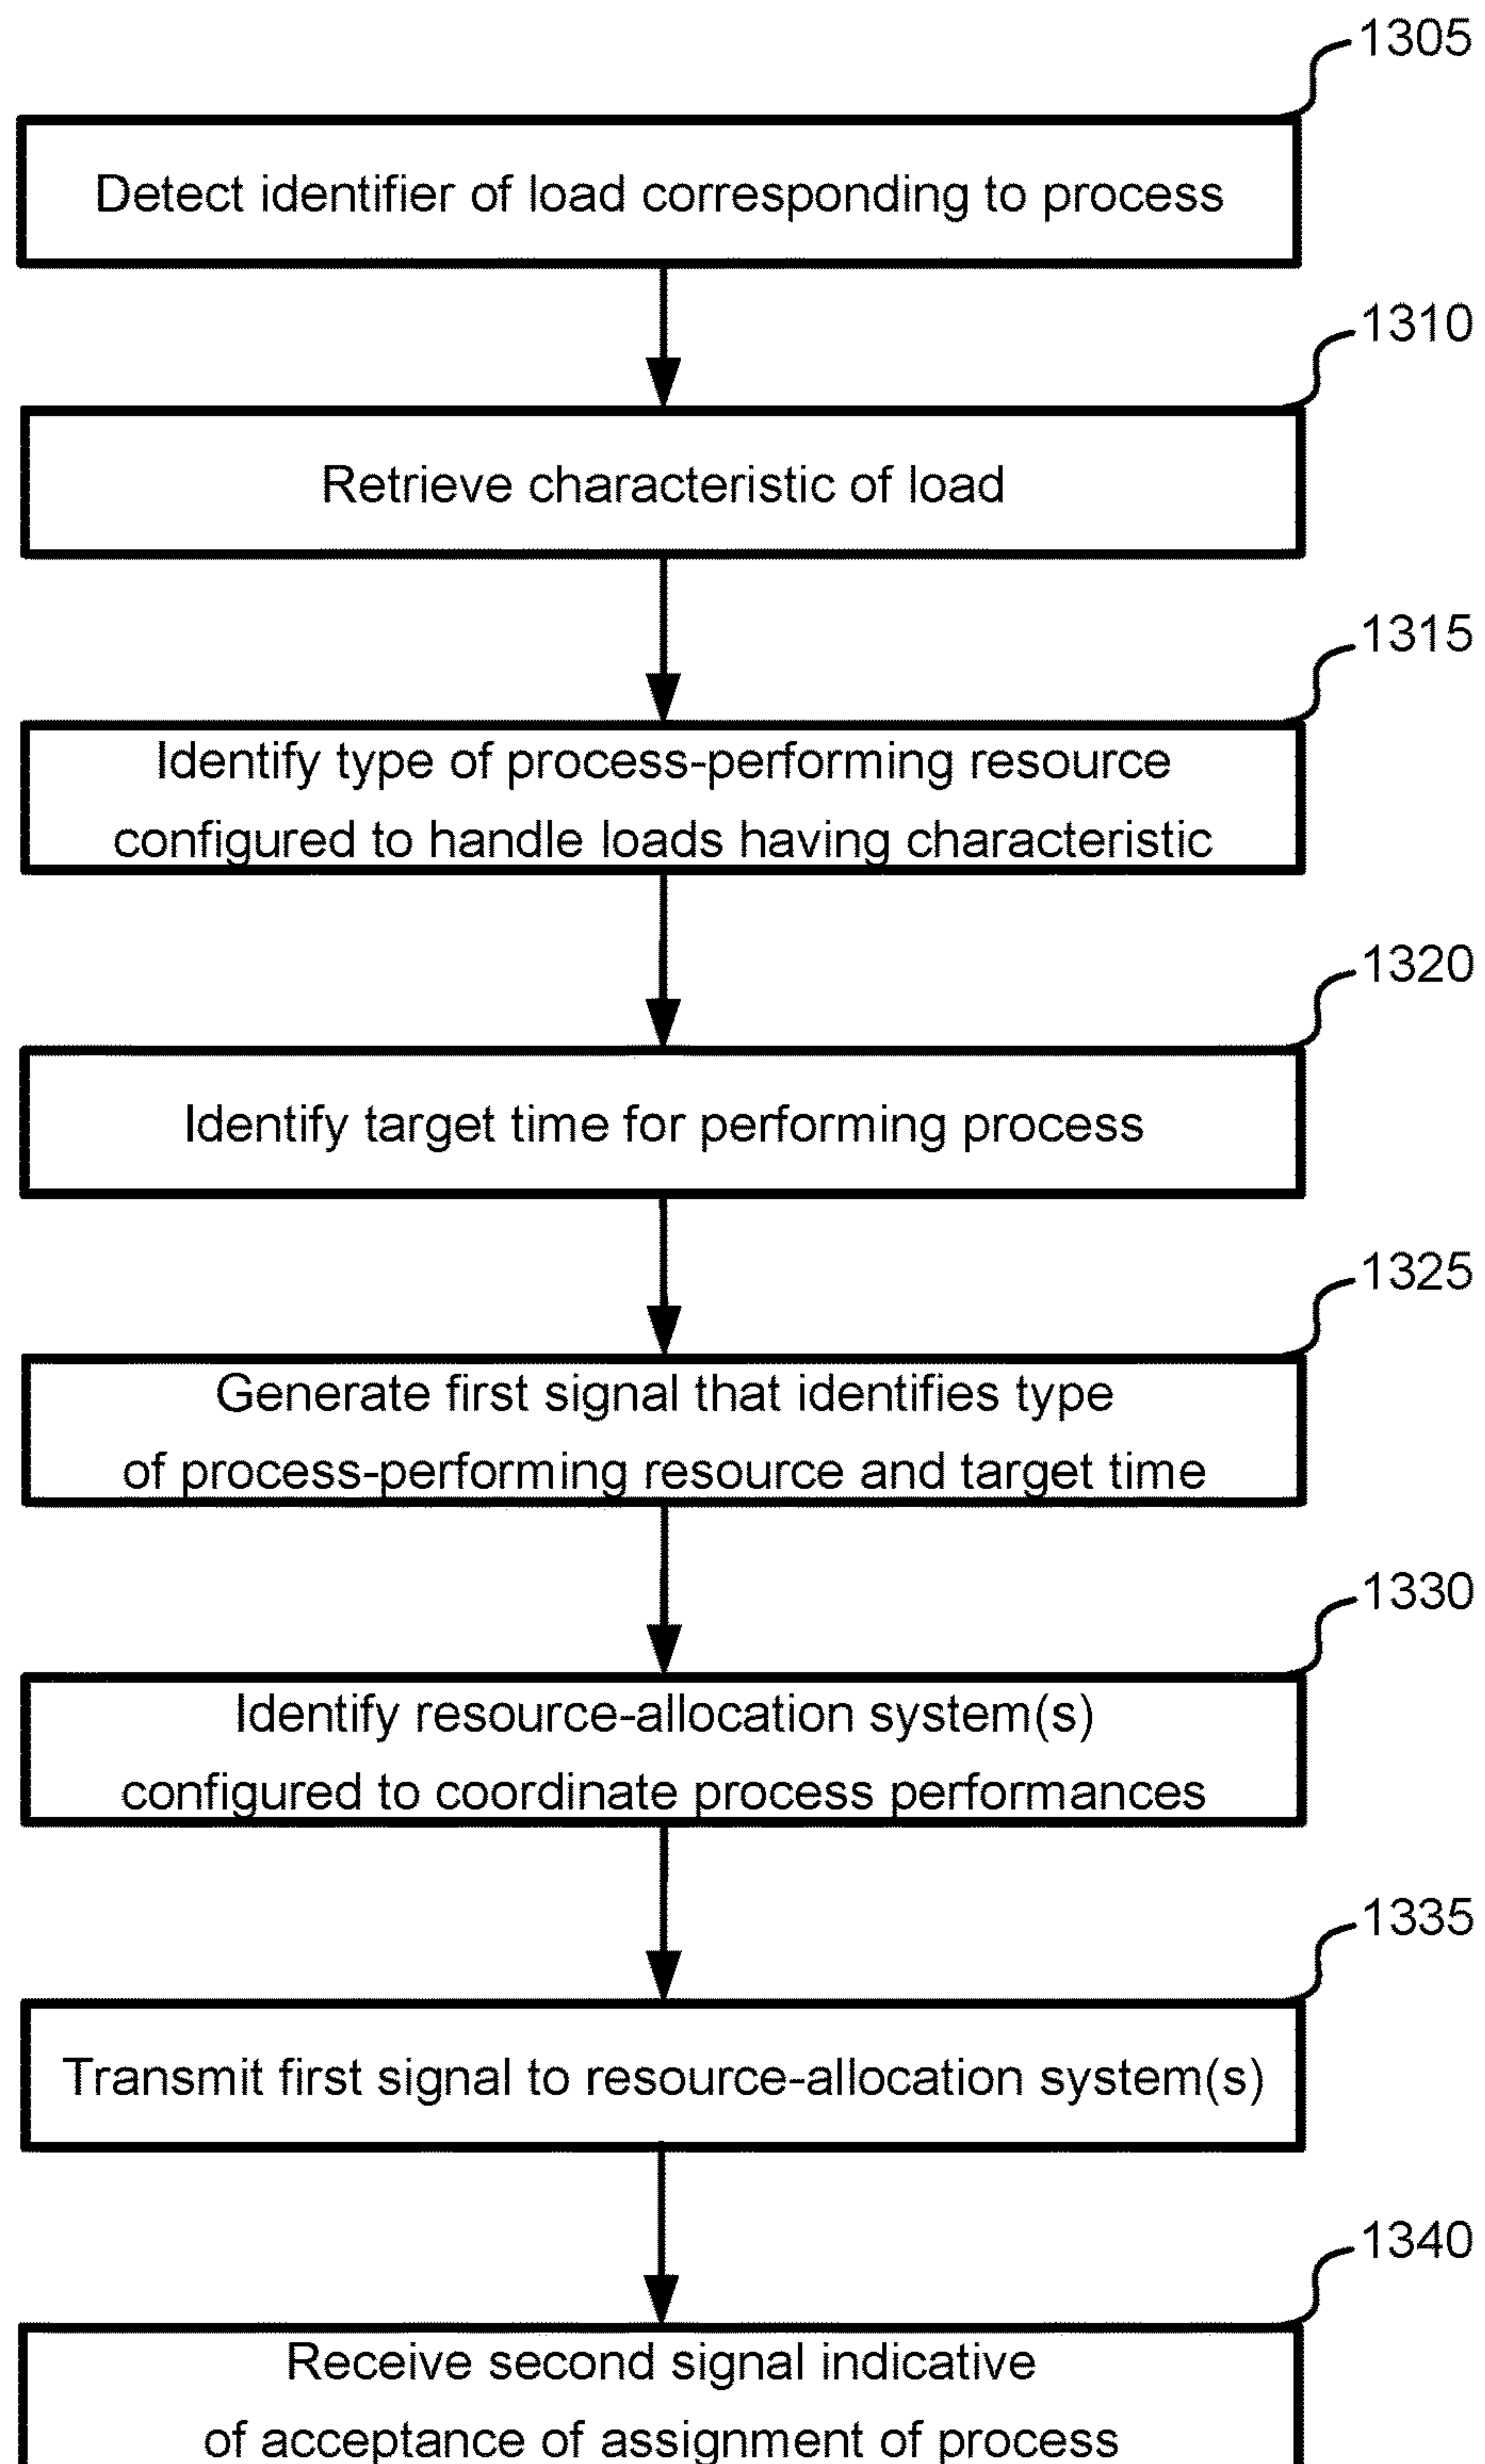 1305
Detect identifier of load corresponding to process
1310
Retrieve characteristic of load
1315
Identify type of process-performing resource
configured to handle loads having characteristic
1320
Identify target time for performing process
1325
Generate first signal that identifies type
of process-performing resource and target time
1330
Identify resource-allocation system(s)
configured to coordinate process performances
1335
Transmit first signal to resource-allocation system(s)
1340
Receive second signal indicative
of acceptance of assignment of process